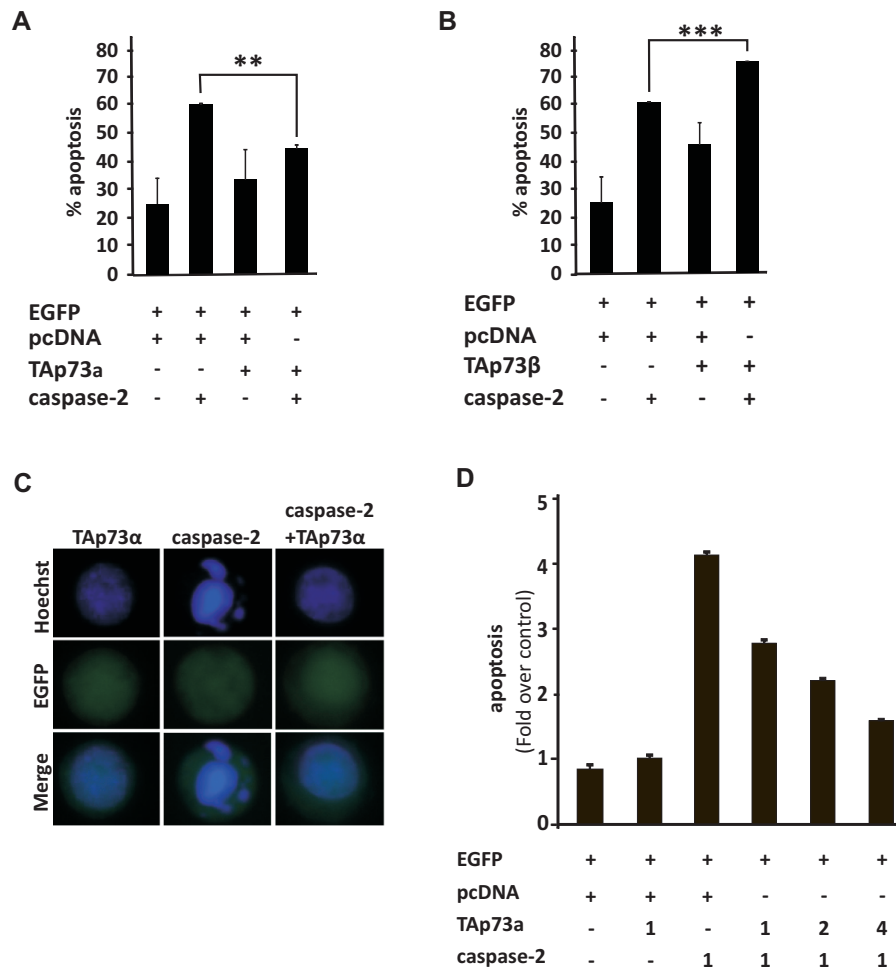 A
80
70
60
50
40
30
20
10
0
% apoptosis
**
EGFP + + + +
pcDNA + + + -
TAp73a - - + +
caspase-2 - + - +
B
80
70
60
50
40
30
20
10
0
% apoptosis
***
EGFP + + + +
pcDNA + + + -
TAp73β - - + +
caspase-2 - + - +
C
TAp73α caspase-2 caspase-2
+TAp73α
Hoechst
EGFP
Merge
D
5
4
3
2
1
0
apoptosis
(Fold over control)
EGFP + + + + + +
pcDNA + + + - - -
TAp73a - 1 - 1 2 4
caspase-2 - - 1 1 1 1